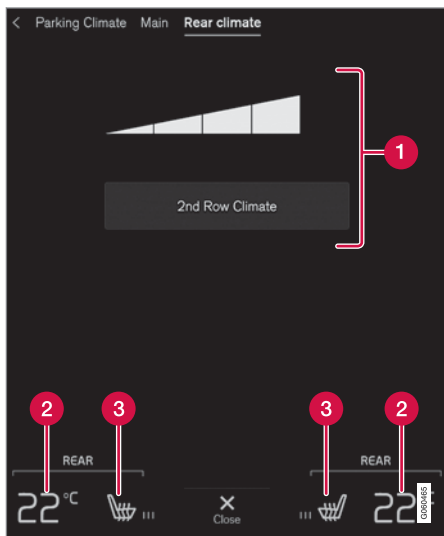 < Parking Climate Main Rear climate
1
2nd Row Climate
2 3 3 2
REAR REAR
22°C 22°
Close
G060465